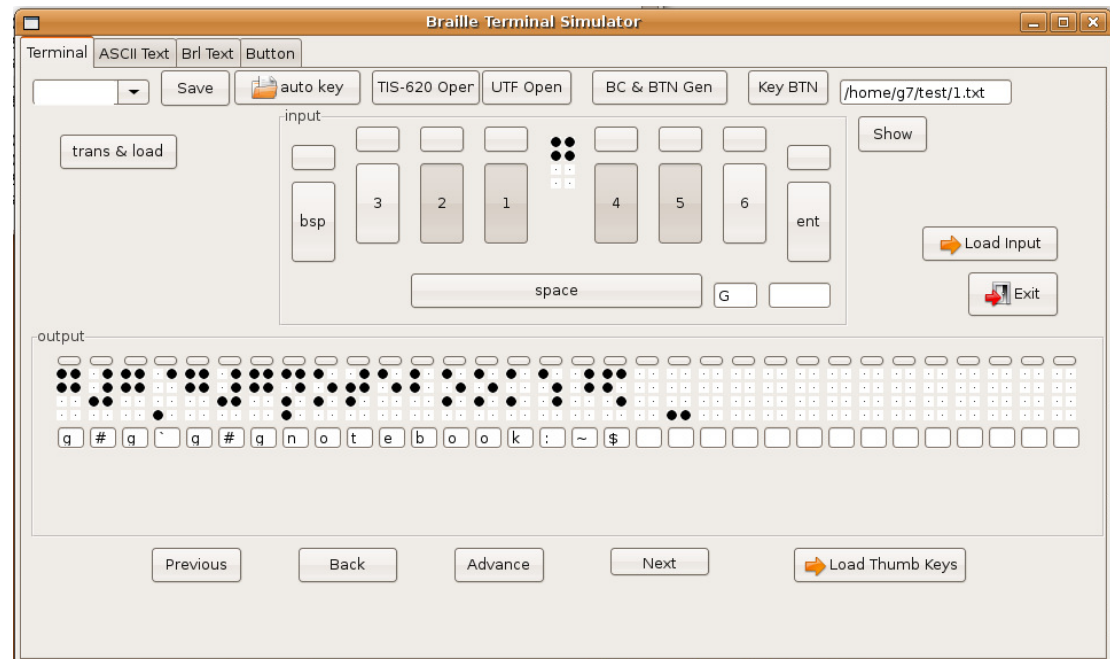 Braille Terminal Simulator
Terminal ASCII Text Brl Text Button
Save auto key TIS-620 Oper UTF Open BC & BTN Gen Key BTN /home/g7/test/1.txt
input
trans & load Show
bsp 3 2 1 4 5 6 ent
Load Input
space G
Exit
output
g # g ` g # g n o t e b o o k : ~ $
Previous Back Advance Next Load Thumb Keys